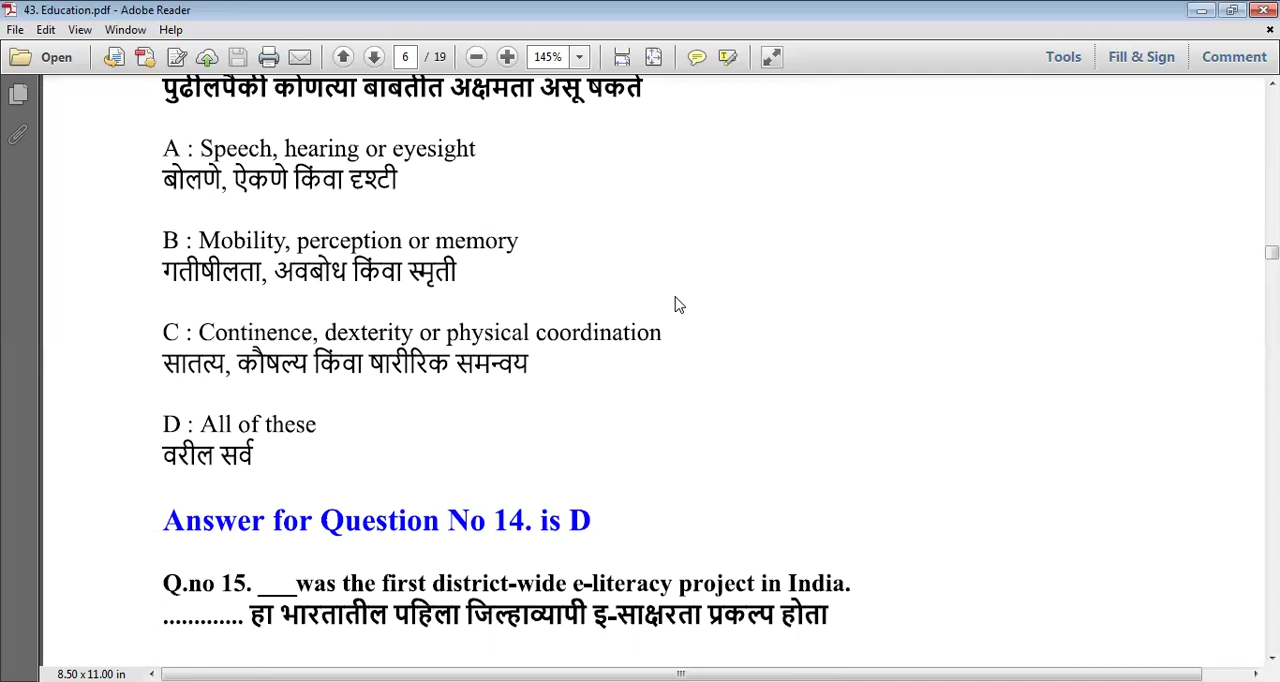 43. Education.pdf - Adobe Reader
File Edit View Window Help
Open 6 / 19 145% Tools Fill & Sign Comment
पुढीलपैकी कोणत्या बाबतीत अक्षमता असू षकते
A : Speech, hearing or eyesight
बोलणे, ऐकणे किंवा दृश्टी
B : Mobility, perception or memory
गतीषीलता, अवबोध किंवा स्मृती
C : Continence, dexterity or physical coordination
सातत्य, कौषल्य किंवा षारीरिक समन्वय
D : All of these
वरील सर्व
Answer for Question No 14. is D
Q.no 15. ___was the first district-wide e-literacy project in India.
............. हा भारतातील पहिला जिल्हाव्यापी इ-साक्षरता प्रकल्प होता
8.50 x 11.00 in